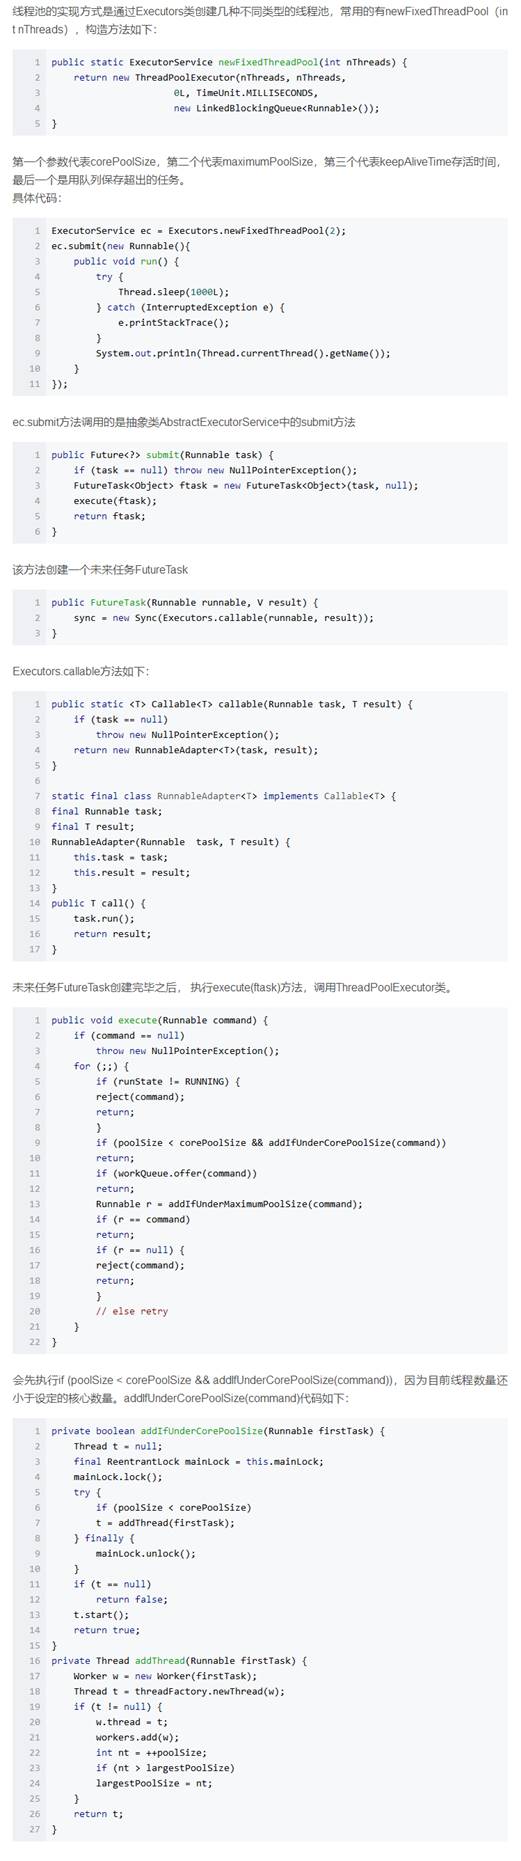 线程池的实现方式是通过Executors类创建几种不同类型的线程池，常用的有newFixedThreadPool（in
t nThreads），构造方法如下：
1 public static ExecutorService newFixedThreadPool(int nThreads) {
2 return new ThreadPoolExecutor(nThreads, nThreads,
3 0L, TimeUnit.MILLISECONDS,
4 new LinkedBlockingQueue<Runnable>());
5 }
第一个参数代表corePoolSize，第二个代表maximumPoolSize，第三个代表keepAliveTime存活时间，
最后一个是用队列保存超出的任务。
具体代码：
1 ExecutorService ec = Executors.newFixedThreadPool(2);
2 ec.submit(new Runnable(){
3 public void run() {
4 try {
5 Thread.sleep(1000L);
6 } catch (InterruptedException e) {
7 e.printStackTrace();
8 }
9 System.out.println(Thread.currentThread().getName());
10 }
11 });
ec.submit方法调用的是抽象类AbstractExecutorService中的submit方法
1 public Future<?> submit(Runnable task) {
2 if (task == null) throw new NullPointerException();
3 FutureTask<Object> ftask = new FutureTask<Object>(task, null);
4 execute(ftask);
5 return ftask;
6 }
该方法创建一个未来任务FutureTask
1 public FutureTask(Runnable runnable, V result) {
2 sync = new Sync(Executors.callable(runnable, result));
3 }
Executors.callable方法如下：
1 public static <T> Callable<T> callable(Runnable task, T result) {
2 if (task == null)
3 throw new NullPointerException();
4 return new RunnableAdapter<T>(task, result);
5 }
6
7 static final class RunnableAdapter<T> implements Callable<T> {
8 final Runnable task;
9 final T result;
10 RunnableAdapter(Runnable  task, T result) {
11 this.task = task;
12 this.result = result;
13 }
14 public T call() {
15 task.run();
16 return result;
17 }
未来任务FutureTask创建完毕之后， 执行execute(ftask)方法，调用ThreadPoolExecutor类。
1 public void execute(Runnable command) {
2 if (command == null)
3 throw new NullPointerException();
4 for (;;) {
5 if (runState != RUNNING) {
6 reject(command);
7 return;
8 }
9 if (poolSize < corePoolSize && addIfUnderCorePoolSize(command))
10 return;
11 if (workQueue.offer(command))
12 return;
13 Runnable r = addIfUnderMaximumPoolSize(command);
14 if (r == command)
15 return;
16 if (r == null) {
17 reject(command);
18 return;
19 }
20 // else retry
21 }
22 }
会先执行if (poolSize < corePoolSize && addIfUnderCorePoolSize(command))，因为目前线程数量还
小于设定的核心数量。addIfUnderCorePoolSize(command)代码如下：
1 private boolean addIfUnderCorePoolSize(Runnable firstTask) {
2 Thread t = null;
3 final ReentrantLock mainLock = this.mainLock;
4 mainLock.lock();
5 try {
6 if (poolSize < corePoolSize)
7 t = addThread(firstTask);
8 } finally {
9 mainLock.unlock();
10 }
11 if (t == null)
12 return false;
13 t.start();
14 return true;
15 }
16 private Thread addThread(Runnable firstTask) {
17 Worker w = new Worker(firstTask);
18 Thread t = threadFactory.newThread(w);
19 if (t != null) {
20 w.thread = t;
21 workers.add(w);
22 int nt = ++poolSize;
23 if (nt > largestPoolSize)
24 largestPoolSize = nt;
25 }
26 return t;
27 }